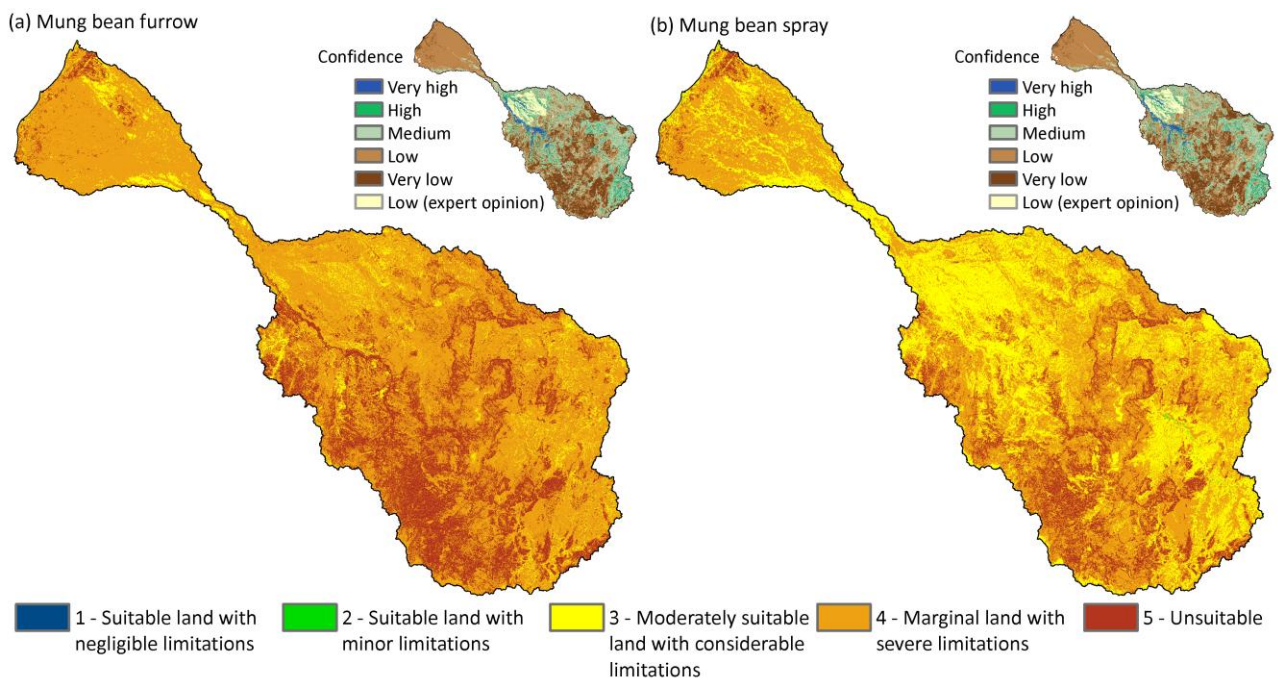 (a) Mung bean furrow
Confidence
Very high
High
Medium
Low
Very low
Low (expert opinion)
(b) Mung bean spray
Confidence
Very high
High
Medium
Low
Very low
Low (expert opinion)
1 - Suitable land with
negligible limitations
2 - Suitable land with
minor limitations
3 - Moderately suitable
land with considerable
limitations
4 - Marginal land with
severe limitations
5 - Unsuitable